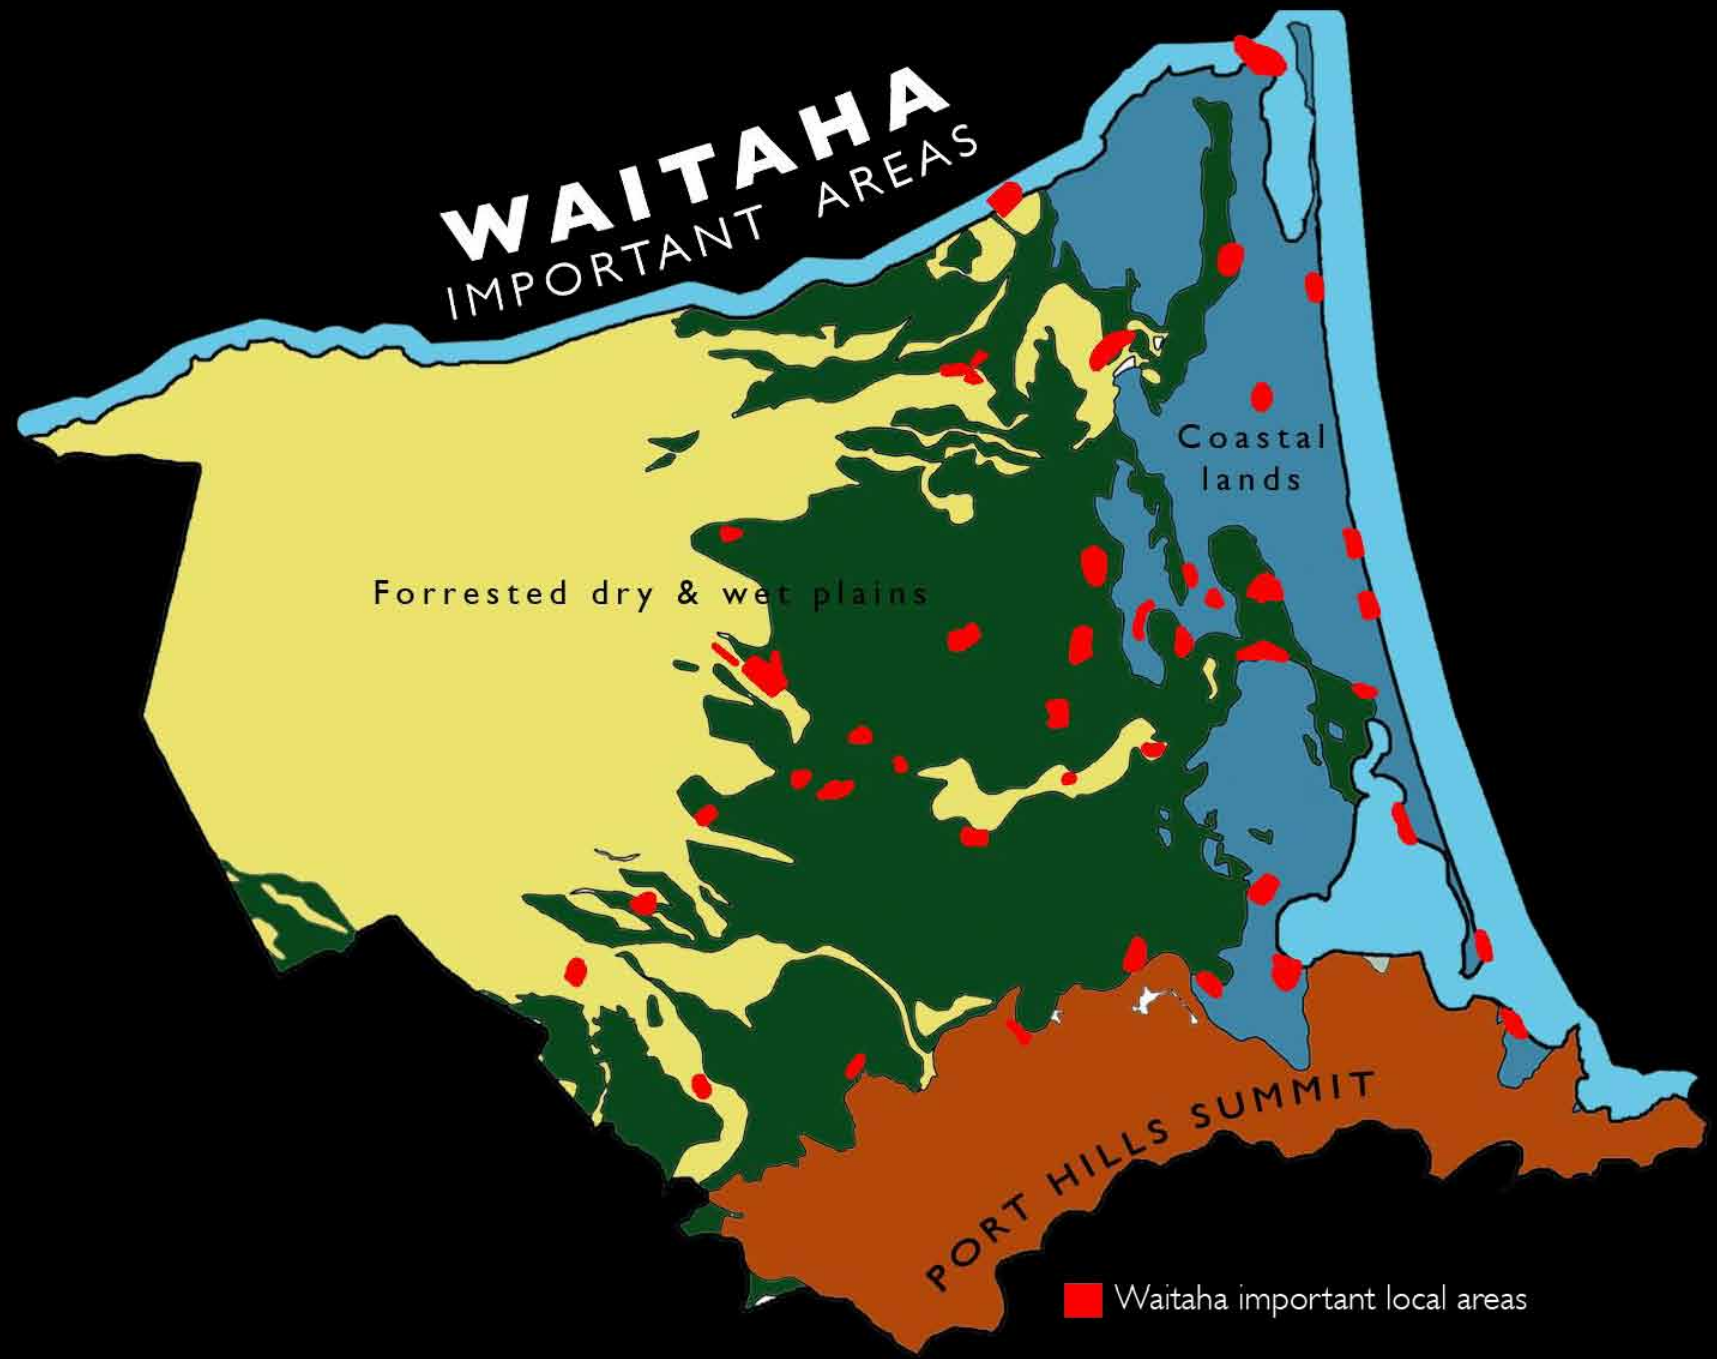 WAITAHA
IMPORTANT AREAS
Coastal
lands
Forrested dry & wet plains
PORT HILLS SUMMIT
Waitaha important local areas